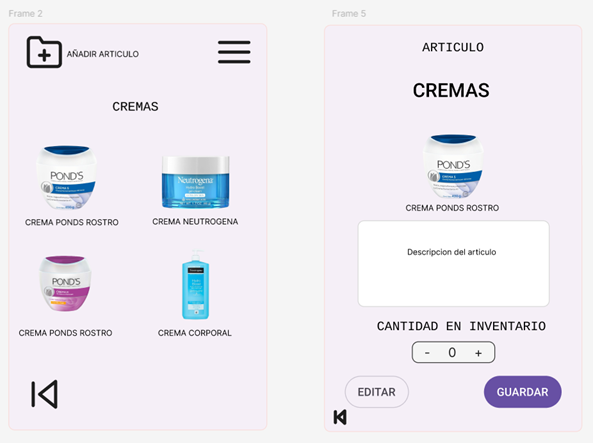 Frame 2
AÑADIR ARTICULO
CREMAS
POND'S
CREMA PONDS ROSTRO
Neutrogena
CREMA NEUTROGENA
POND'S
CREMA PONDS ROSTRO
CREMA CORPORAL
Frame 5
ARTICULO
CREMAS
POND'S
CREMA PONDS ROSTRO
Descripcion del articulo
CANTIDAD EN INVENTARIO
- 0 +
EDITAR
GUARDAR